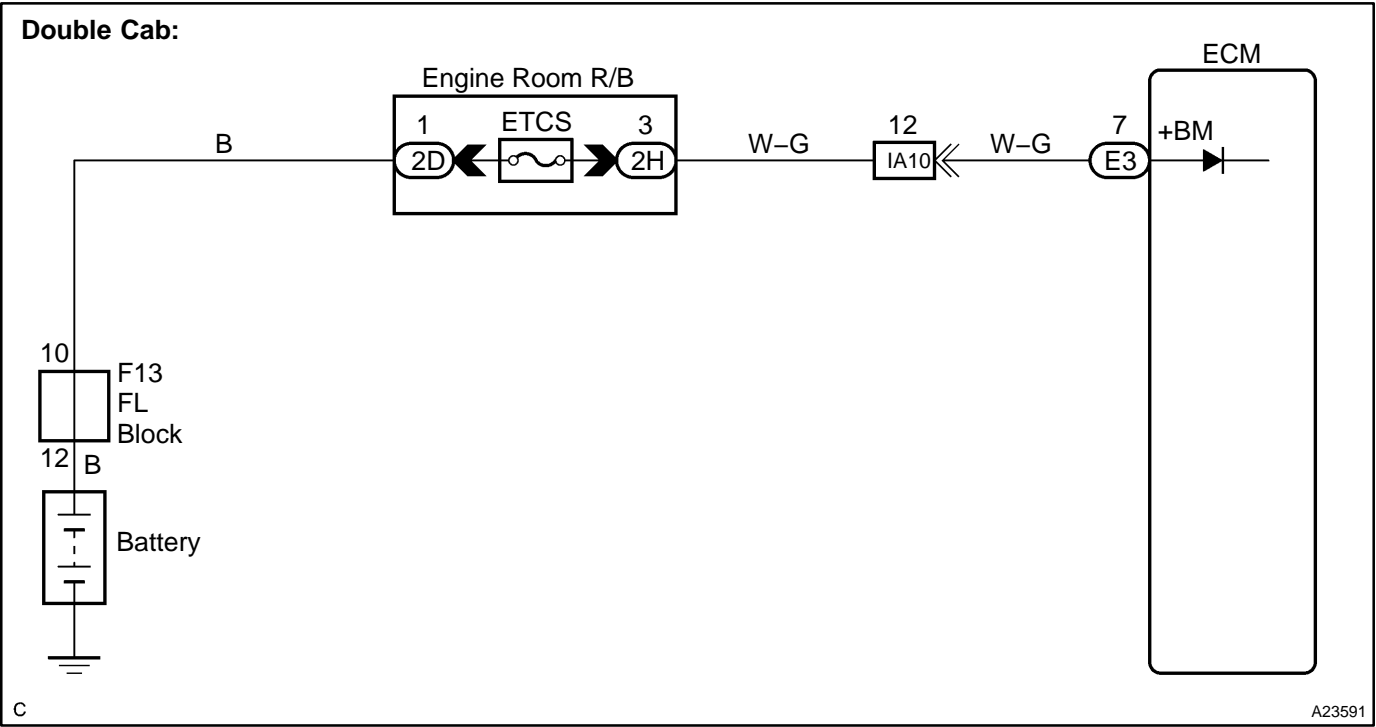 Double Cab:
ECM
Engine Room R/B
1 ETCS 3
12
7
+BM
B
W–G
W–G
2D
2H
IA10
E3
10
F13
FL
Block
12
B
Battery
C
A23591